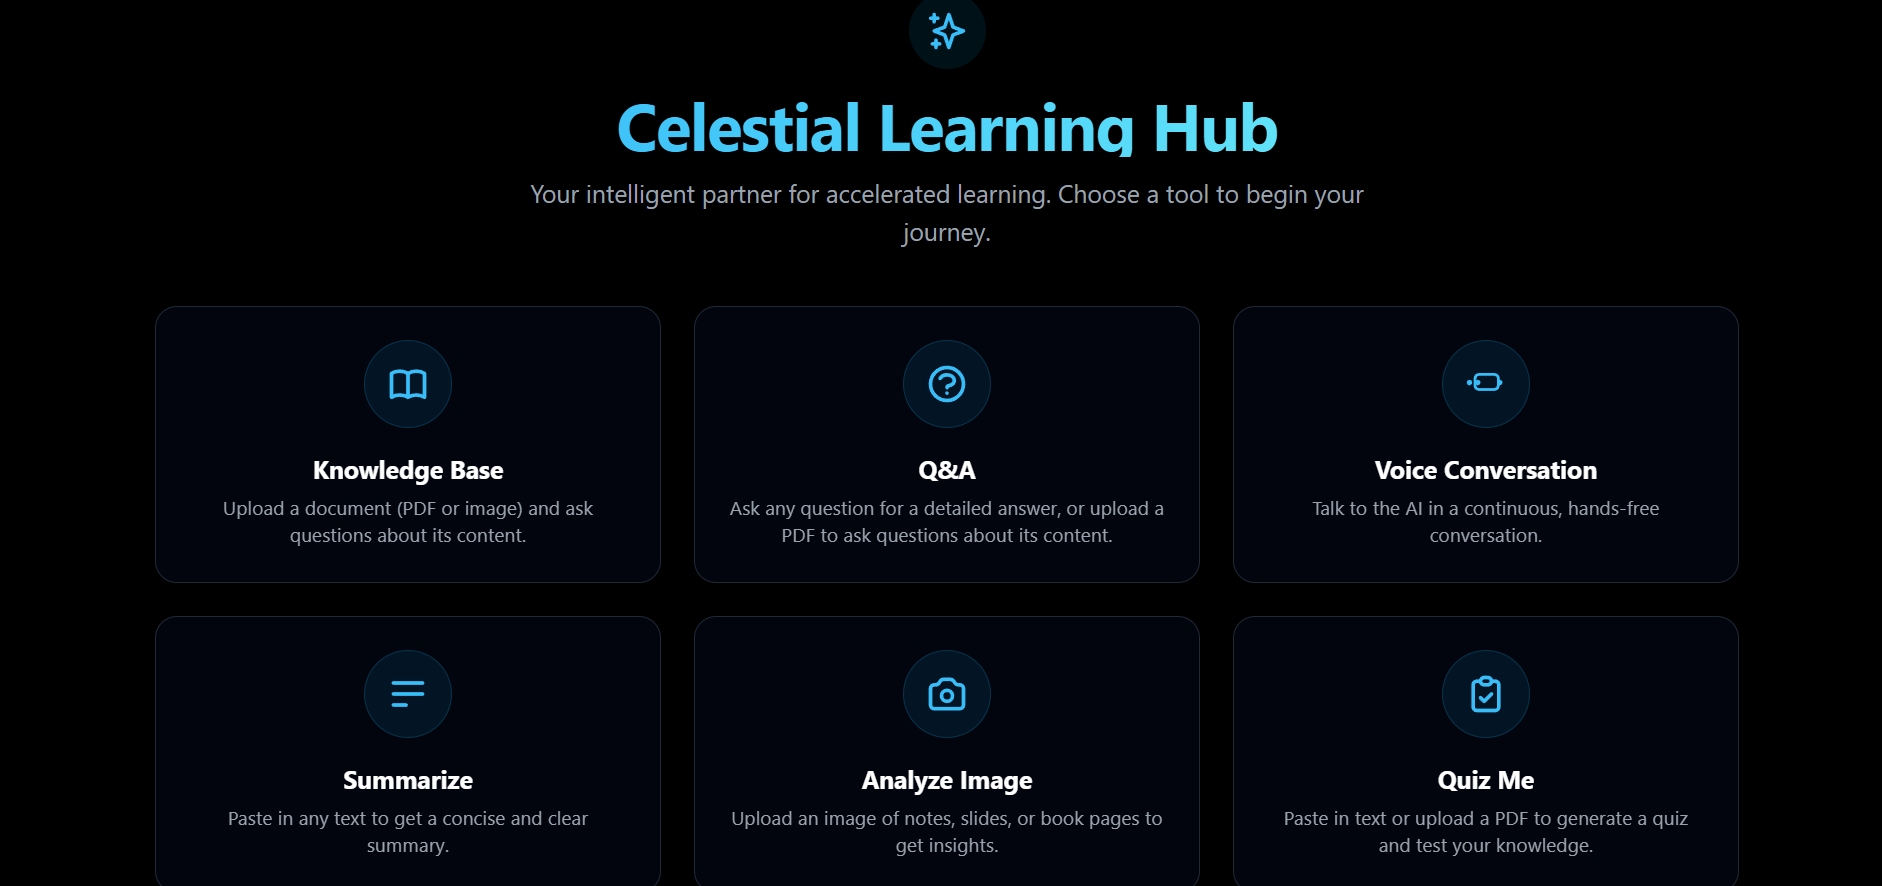 Celestial Learning Hub
Your intelligent partner for accelerated learning. Choose a tool to begin your
journey.
Knowledge Base
Upload a document (PDF or image) and ask
questions about its content.
Q&A
Ask any question for a detailed answer, or upload a
PDF to ask questions about its content.
Voice Conversation
Talk to the AI in a continuous, hands-free
conversation.
Summarize
Paste in any text to get a concise and clear
summary.
Analyze Image
Upload an image of notes, slides, or book pages to
get insights.
Quiz Me
Paste in text or upload a PDF to generate a quiz
and test your knowledge.